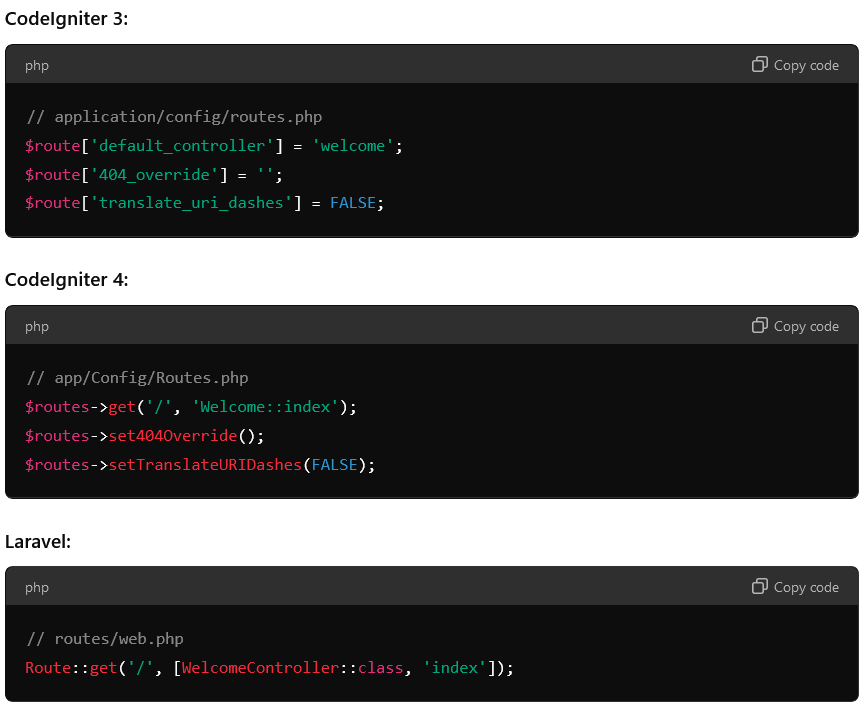 CodeIgniter 3:
php
Copy code
// application/config/routes.php
$route['default_controller'] = 'welcome';
$route['404_override'] = '';
$route['translate_uri_dashes'] = FALSE;
CodeIgniter 4:
php
Copy code
// app/Config/Routes.php
$routes->get('/', 'Welcome::index');
$routes->set404Override();
$routes->setTranslateURIDashes(FALSE);
Laravel:
php
Copy code
// routes/web.php
Route::get('/', [WelcomeController::class, 'index']);